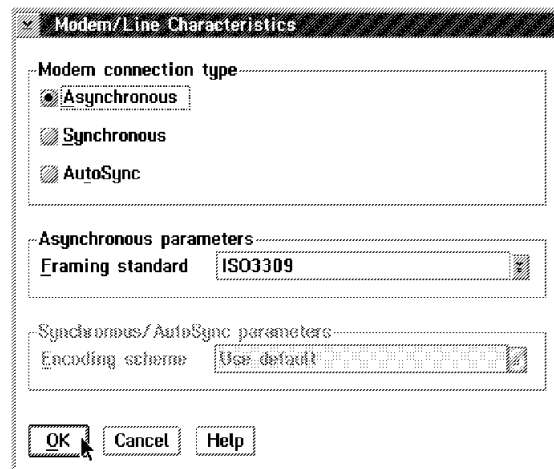 Modem/Line Characteristics
Modem connection type
Asynchronous
Synchronous
AutoSync
Asynchronous parameters
Framing standard ISO3309
Synchronous/AutoSync parameters
Encoding scheme Use default
OK Cancel Help